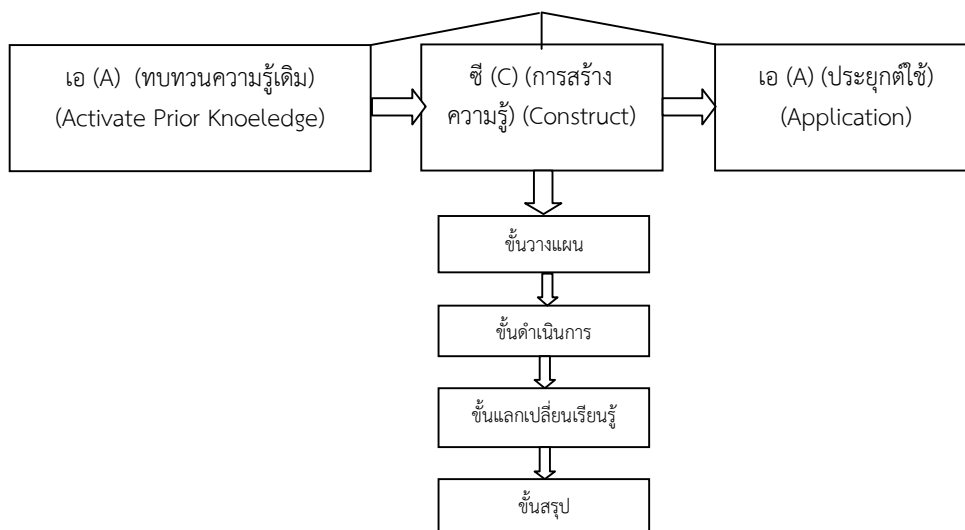 เอ (A)  (ทบทวนความรู้เดิม)
(Activate Prior Knoeledge)
ซี (C) (การสร้าง
ความรู้) (Construct)
เอ (A) (ประยุกต์ใช้)
(Application)
ขั้นวางแผน
ขั้นดำเนินการ
ขั้นแลกเปลี่ยนเรียนรู้
ขั้นสรุป